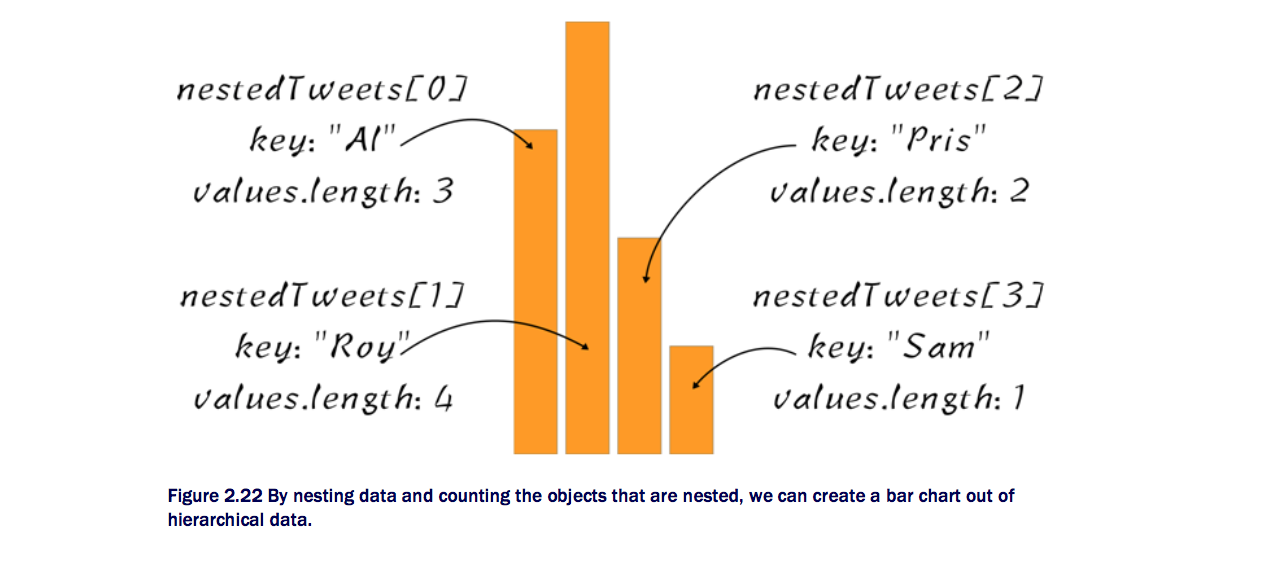 nestedTweets[0]
key: "Al"
values.length: 3
nestedTweets[1]
key: "Roy"
values.length: 4
nestedTweets[2]
key: "Pris"
values.length: 2
nestedTweets[3]
key: "Sam"
values.length: 1
Figure 2.22 By nesting data and counting the objects that are nested, we can create a bar chart out of
hierarchical data.